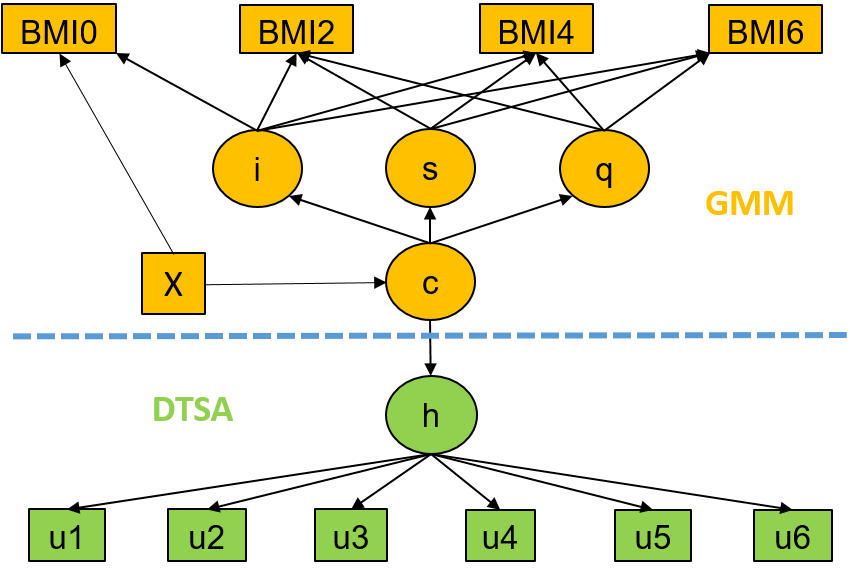 BMI0 BMI2 BMI4 BMI6
i s q
GMM
X c
DTSA
h
u1 u2 u3 u4 u5 u6